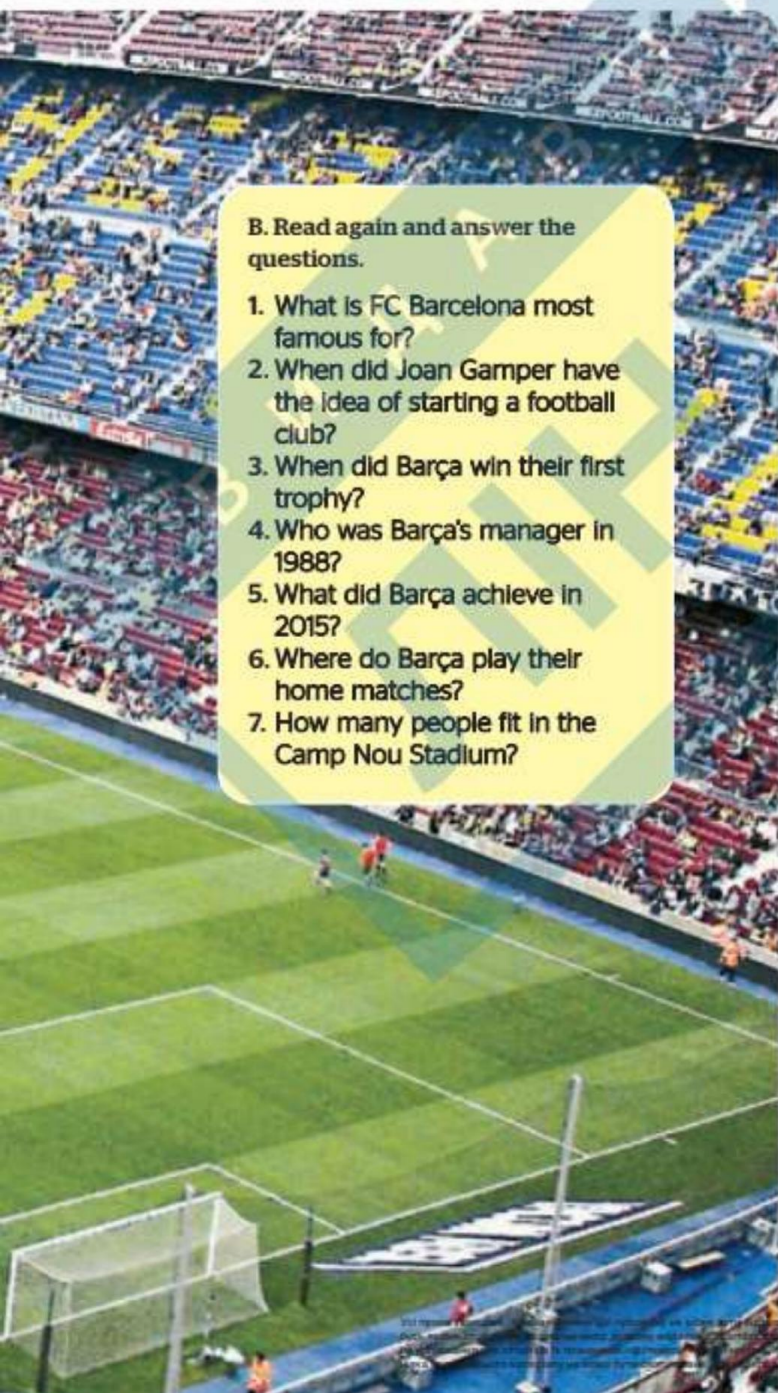 B. Read again and answer the
questions.
1. What is FC Barcelona most
famous for?
2. When did Joan Gamper have
the idea of starting a football
club?
3. When did Barça win their first
trophy?
4. Who was Barça's manager in
1988?
5. What did Barça achieve in
2015?
6. Where do Barça play their
home matches?
7. How many people fit in the
Camp Nou Stadium?